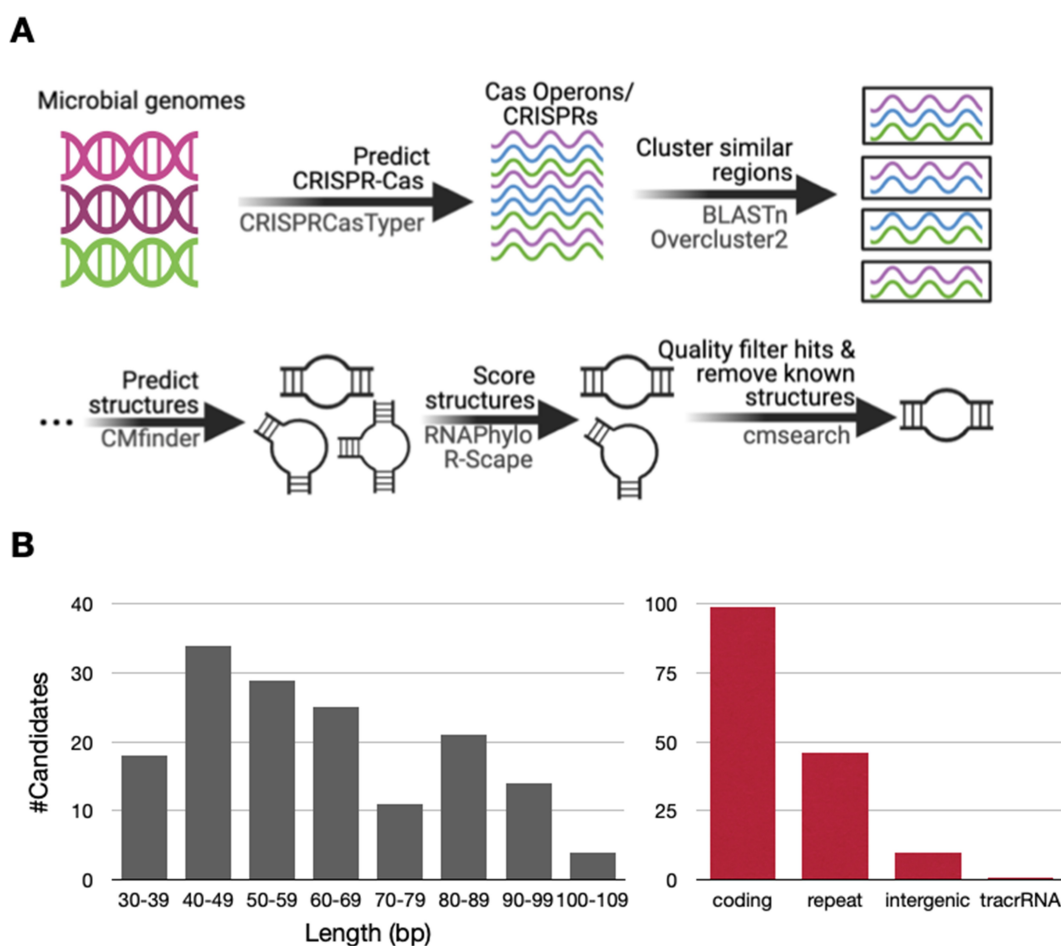 A
Microbial genomes
Predict
CRISPR-Cas
CRISPRCasTyper
Cas Operons/
CRISPRs
Cluster similar
regions
BLASTn
Overcluster2
...
Predict
structures
CMfinder
Score
structures
RNAPhylo
R-Scape
Quality filter hits &
remove known
structures
cmsearch
B
#Candidates
40
30
20
10
0
30-39 40-49 50-59 60-69 70-79 80-89 90-99 100-109
Length (bp)
100
75
50
25
0
coding repeat intergenic tracrRNA